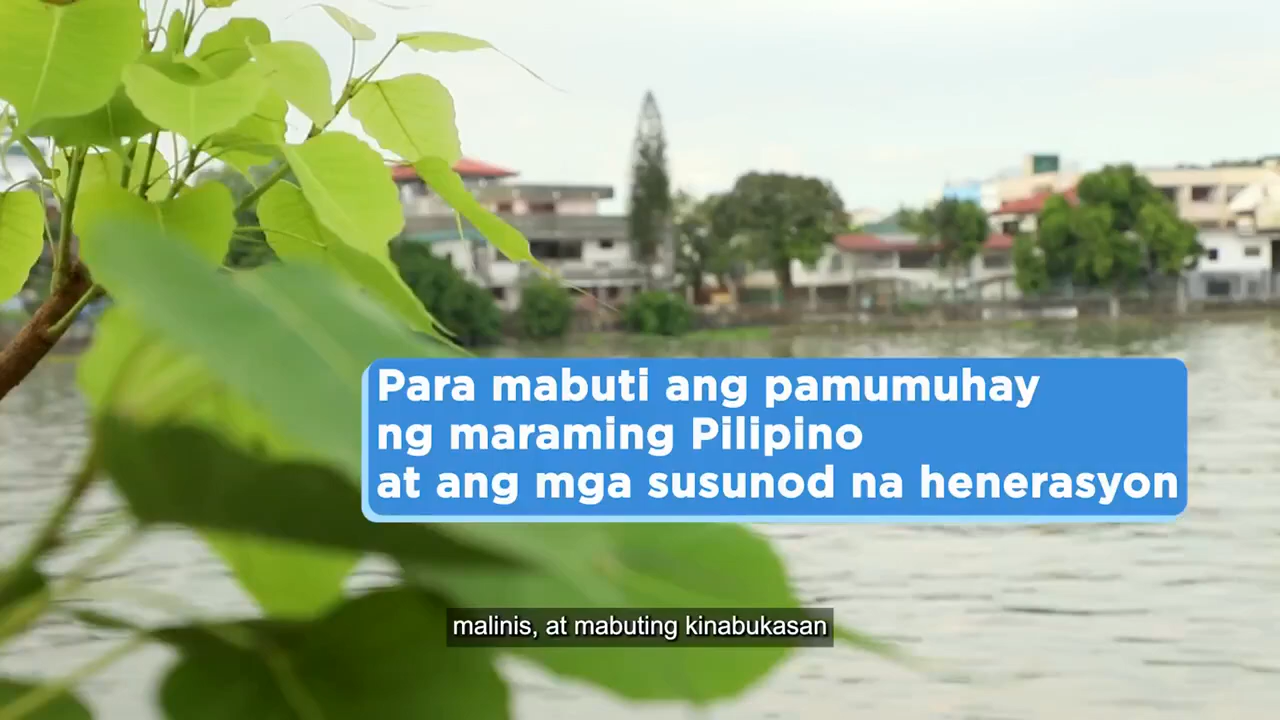 Para mabuti ang pamumuhay
ng maraming Pilipino
at ang mga susunod na henerasyon
malinis, at mabuting kinabukasan